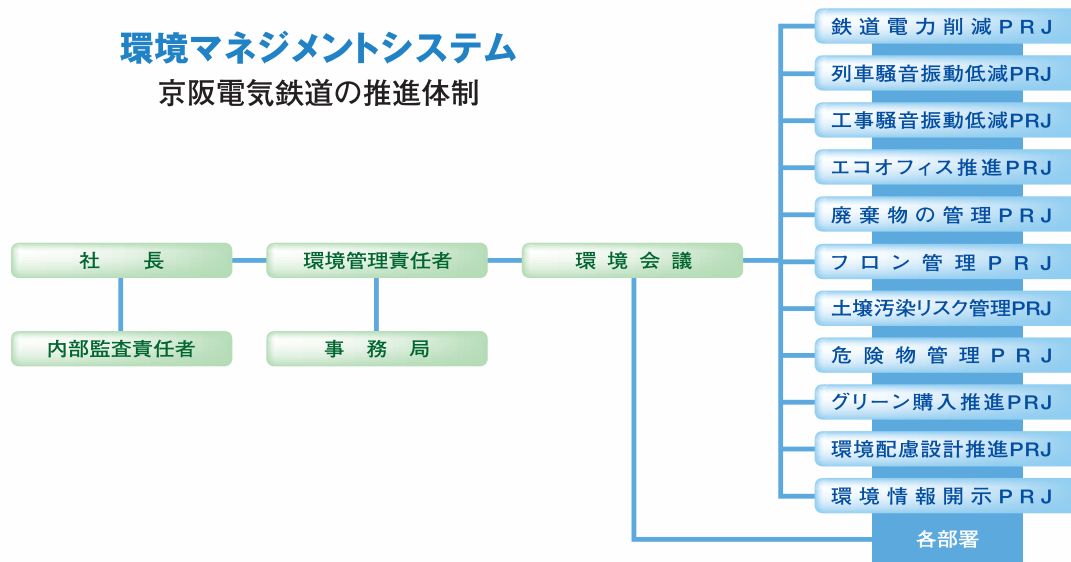 環境マネジメントシステム
京阪電気鉄道の推進体制
社長
環境管理責任者
環境会議
内部監査責任者
事務局
鉄道電力削減PRJ
列車騒音振動低減PRJ
工事騒音振動低減PRJ
エコオフィス推進PRJ
廃棄物の管理PRJ
フロン管理PRJ
土壌汚染リスク管理PRJ
危険物管理PRJ
グリーン購入推進PRJ
環境配慮設計推進PRJ
環境情報開示PRJ
各部署